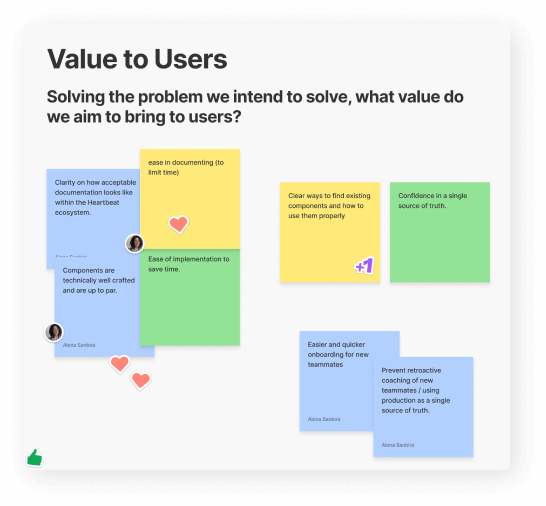 Value to Users
Solving the problem we intend to solve, what value do
we aim to bring to users?
Clarity on how acceptable
documentation looks like
within the Heartbeat
ecosystem.
ease in documenting (to
limit time)
Components are
technically well crafted
and are up to par.
Alena Sankira
Ease of implementation to
save time.
Clear ways to find existing
components and how to
use them properly
+1
Confidence in a single
source of truth.
Easier and quicker
onboarding for new
teammates
Alena Sankira
Prevent retroactive
coaching of new
teammates / using
production as a single
source of truth.
Alena Sankira